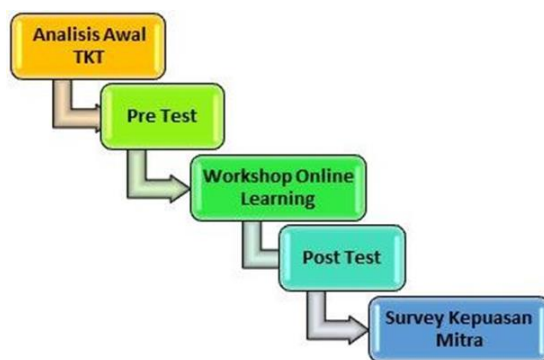 Analisis Awal
TKT
Pre Test
Workshop Online
Learning
Post Test
Survey Kepuasan
Mitra